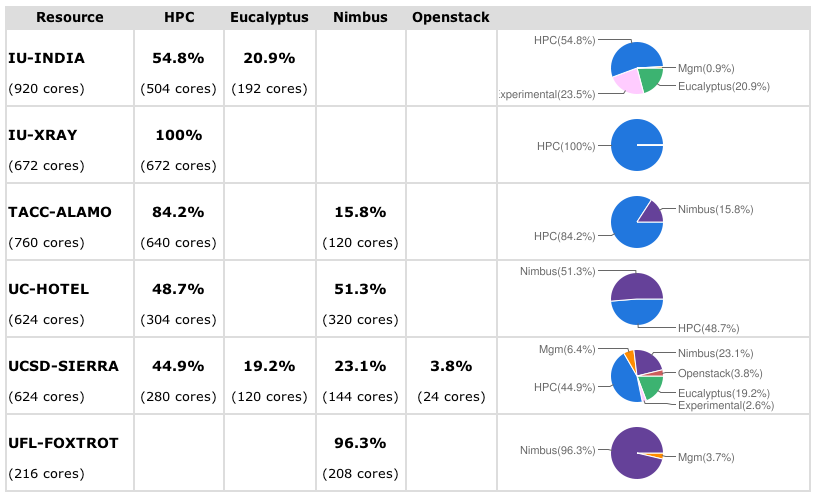 Resource HPC Eucalyptus Nimbus Openstack
IU-INDIA 54.8% 20.9%
(920 cores) (504 cores) (192 cores)
HPC(54.8%)
Mgm(0.9%)
Eucalyptus(20.9%)
xperimental(23.5%)
IU-XRAY 100%
(672 cores) (672 cores)
HPC(100%)
TACC-ALAMO 84.2% 15.8%
(760 cores) (640 cores) (120 cores)
Nimbus(15.8%)
HPC(84.2%)
UC-HOTEL 48.7% 51.3%
(624 cores) (304 cores) (320 cores)
Nimbus(51.3%)
HPC(48.7%)
UCSD-SIERRA 44.9% 19.2% 23.1% 3.8%
(624 cores) (280 cores) (120 cores) (144 cores) (24 cores)
Mgm(6.4%)
Nimbus(23.1%)
Openstack(3.8%)
HPC(44.9%)
Eucalyptus(19.2%)
Experimental(2.6%)
UFL-FOXTROT 96.3%
(216 cores) (208 cores)
Nimbus(96.3%)
Mgm(3.7%)